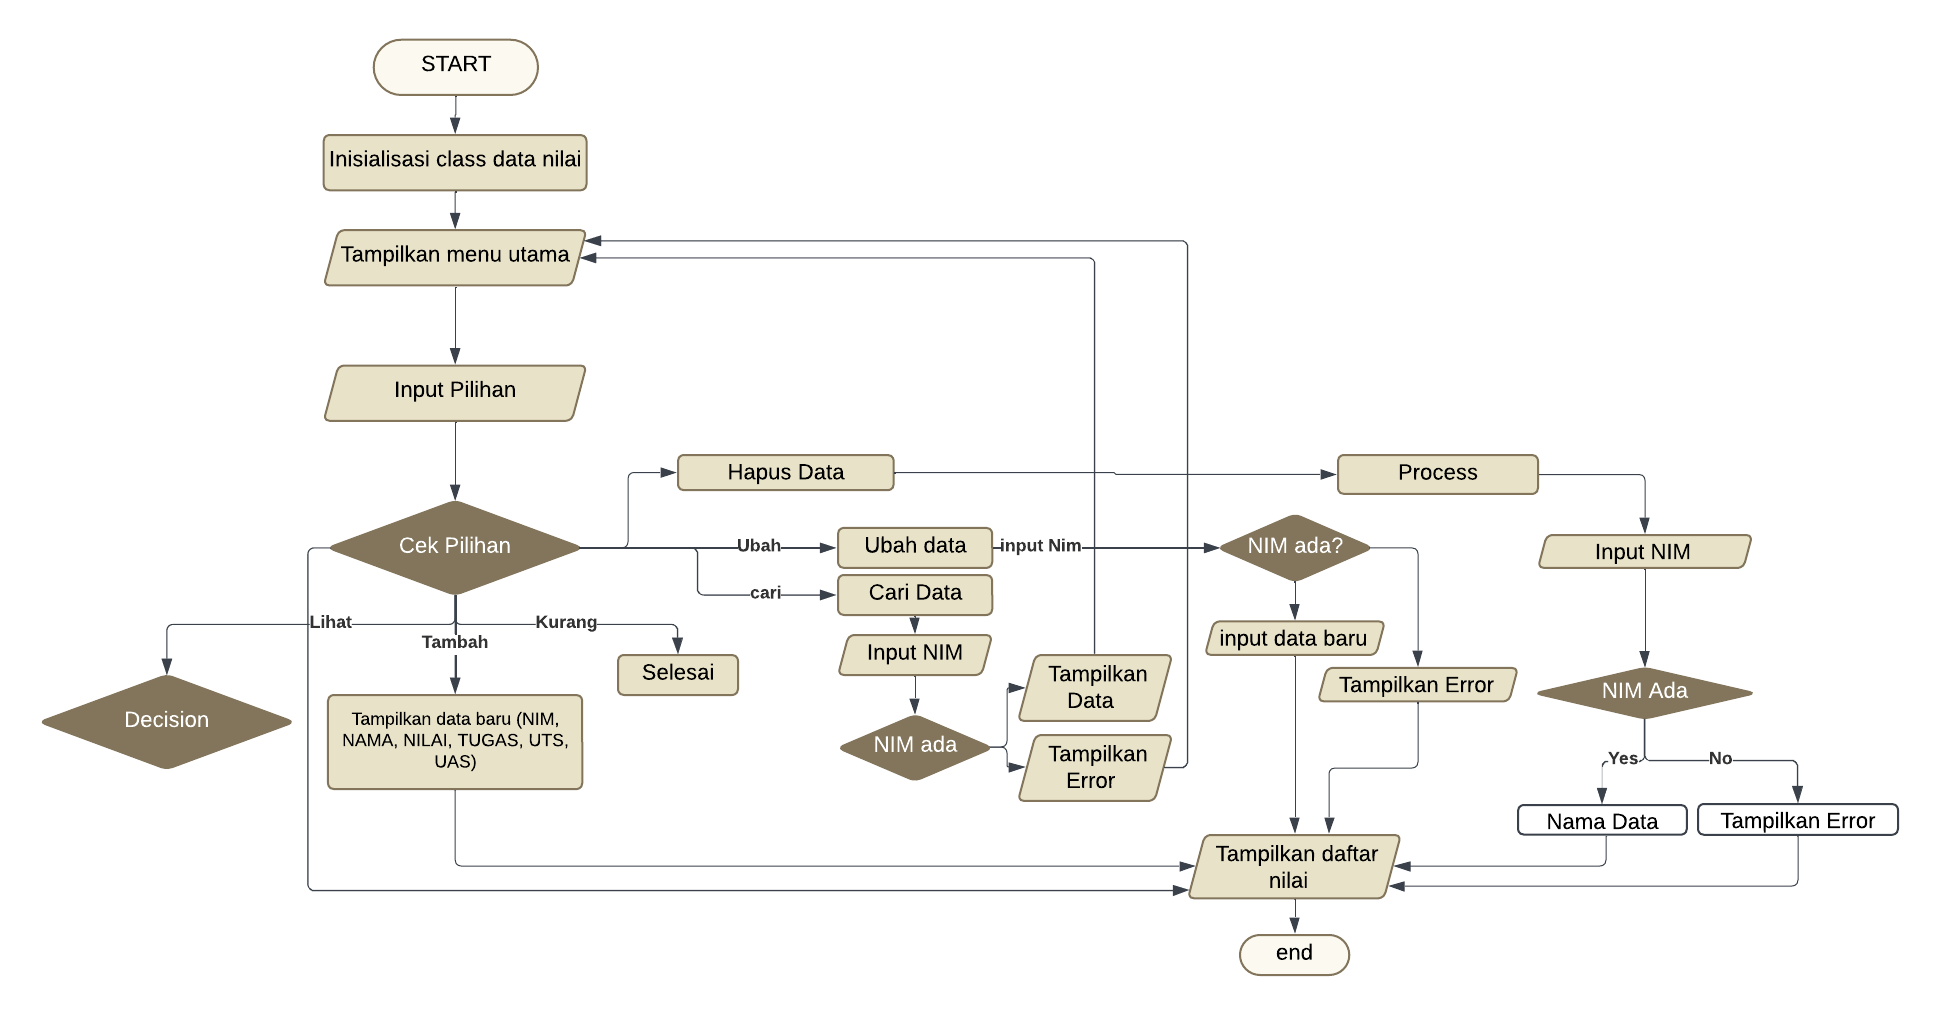 START
Inisialisasi class data nilai
Tampilkan menu utama
Input Pilihan
Hapus Data
Process
Cek Pilihan
Ubah
Ubah data
input Nim
NIM ada?
Input NIM
cari
Cari Data
Lihat
Tambah
Kurang
Selesai
Input NIM
input data baru
Tampilkan
Data
Tampilkan Error
NIM Ada
Decision
Tampilkan data baru (NIM,
NAMA, NILAI, TUGAS, UTS,
UAS)
NIM ada
Tampilkan
Error
Yes
No
Nama Data
Tampilkan Error
Tampilkan daftar
nilai
end